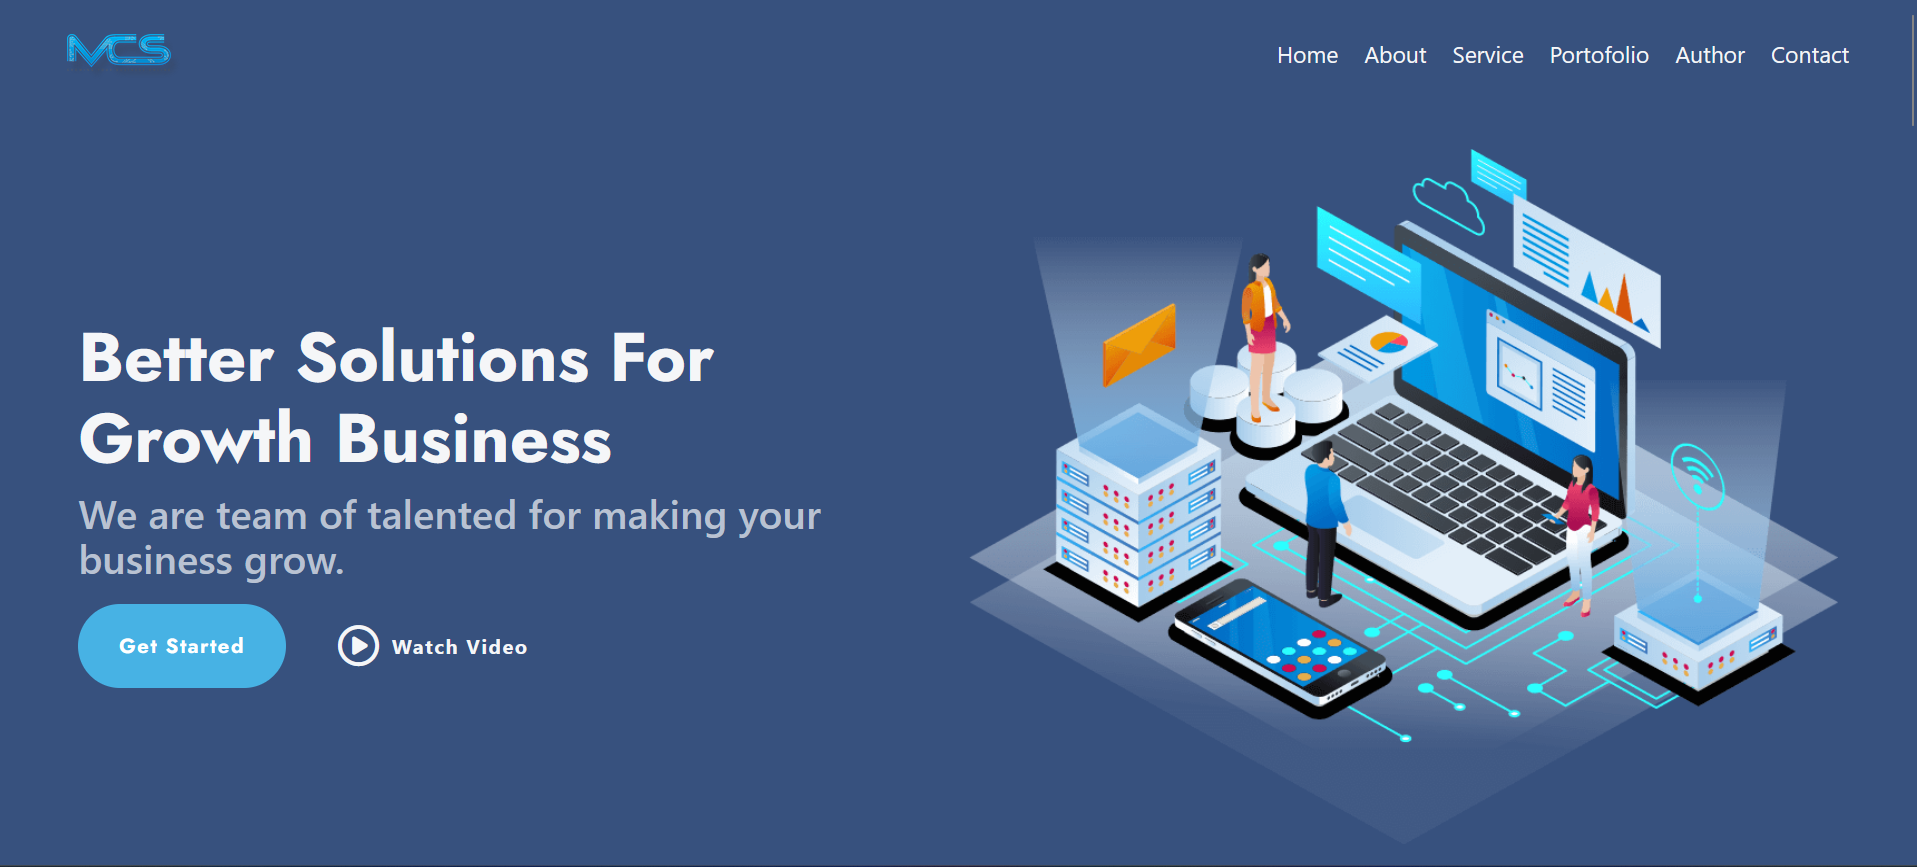 MCS
Home About Service Portofolio Author Contact
Better Solutions For
Growth Business
We are team of talented for making your
business grow.
Get Started
Watch Video